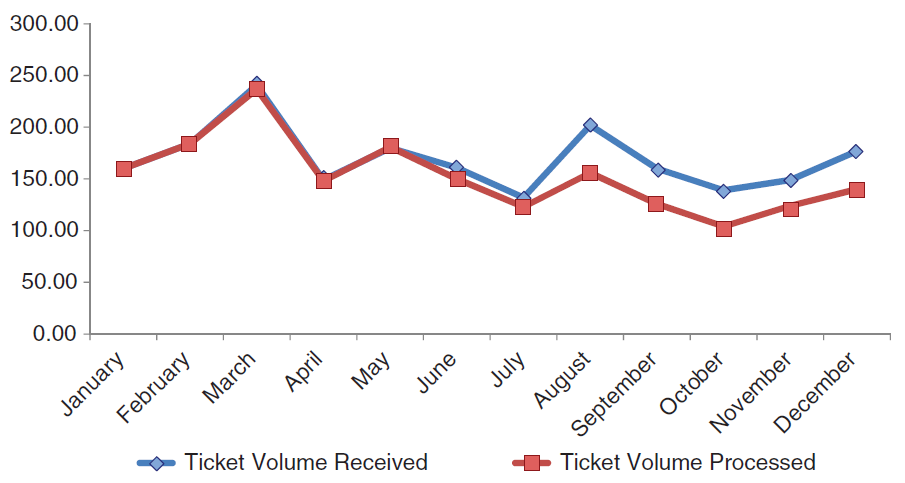 300.00
250.00
200.00
150.00
100.00
50.00
0.00
January
February
March
April
May
June
July
August
September
October
November
December
Ticket Volume Received
Ticket Volume Processed